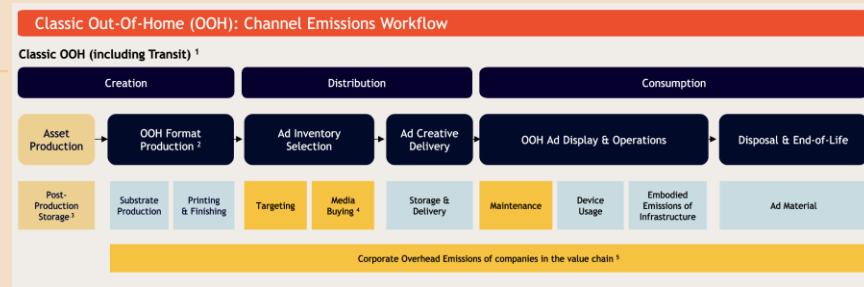 Classic Out-Of-Home (OOH): Channel Emissions Workflow
Classic OOH (including Transit) 1
Creation
Distribution
Consumption
Asset
Production
OOH Format
Production 2
Ad Inventory
Selection
Ad Creative
Delivery
OOH Ad Display & Operations
Disposal & End-of-Life
Post-
Production
Storage 3
Substrate
Production
Printing
& Finishing
Targeting
Media
Buying 4
Storage &
Delivery
Maintenance
Device
Usage
Embodied
Emissions of
Infrastructure
Ad Material
Corporate Overhead Emissions of companies in the value chain 5